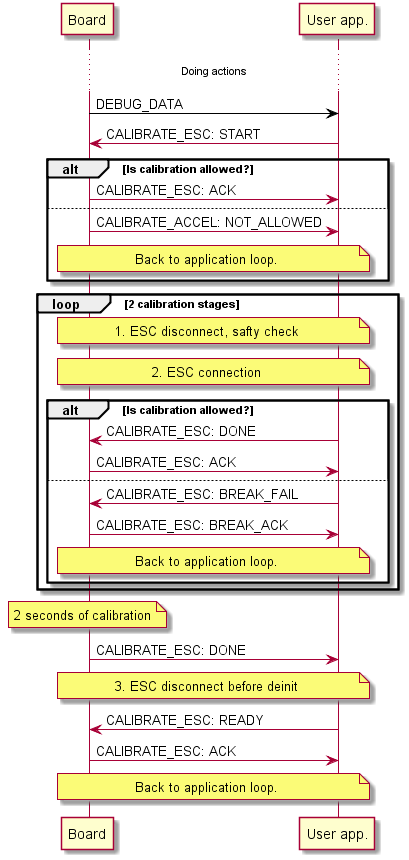 Board User app.
Doing actions
DEBUG_DATA
CALIBRATE_ESC: START
alt [Is calibration allowed?]
CALIBRATE_ESC: ACK
CALIBRATE_ACCEL: NOT_ALLOWED
Back to application loop.
loop [2 calibration stages]
1. ESC disconnect, safty check
2. ESC connection
alt [Is calibration allowed?]
CALIBRATE_ESC: DONE
CALIBRATE_ESC: ACK
CALIBRATE_ESC: BREAK_FAIL
CALIBRATE_ESC: BREAK_ACK
Back to application loop.
2 seconds of calibration
CALIBRATE_ESC: DONE
3. ESC disconnect before deinit
CALIBRATE_ESC: READY
CALIBRATE_ESC: ACK
Back to application loop.
Board User app.